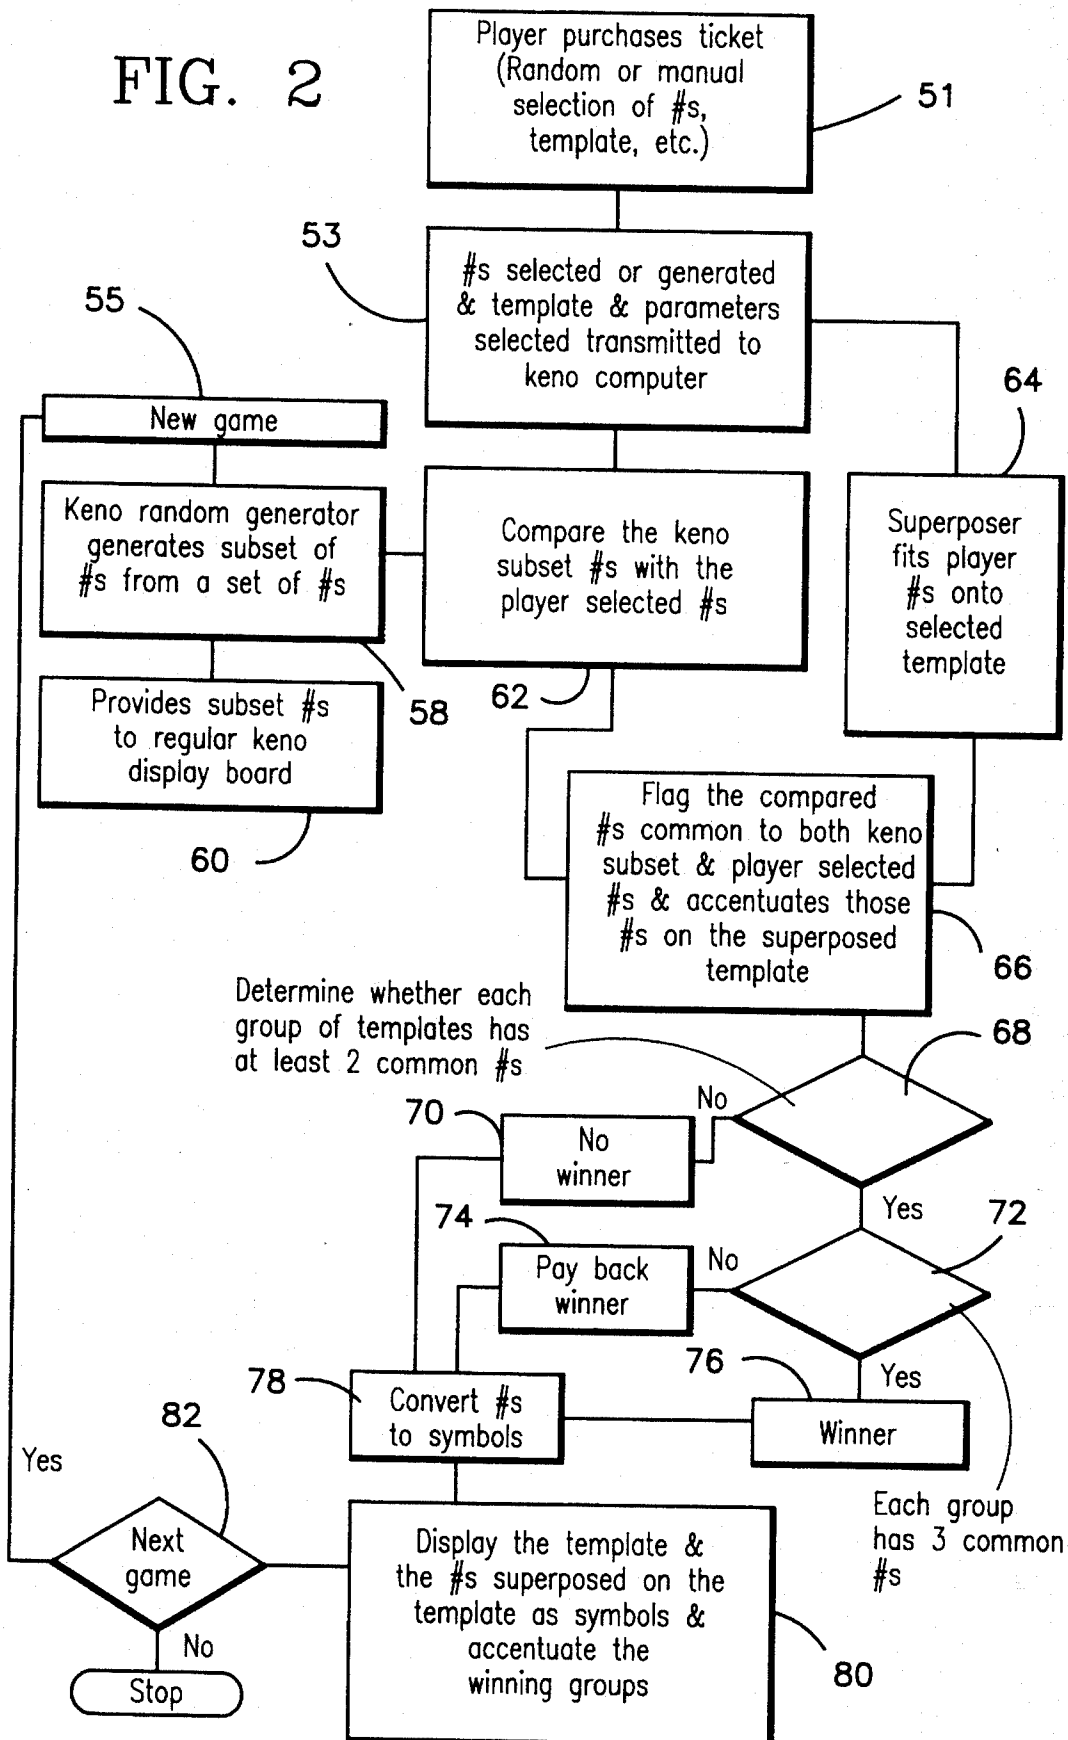 FIG. 2
Player purchases ticket
(Random or manual
selection of #s,
template, etc.)
51
53
#s selected or generated
& template & parameters
selected transmitted to
keno computer
55
New game
64
Keno random generator
generates subset of
#s from a set of #s
58
Compare the keno
subset #s with the
player selected #s
62
Superposer
fits player
#s onto
selected
template
Provides subset #s
to regular keno
display board
60
Flag the compared
#s common to both keno
subset & player selected
#s & accentuates those
#s on the superposed
template
66
Determine whether each
group of templates has
at least 2 common #s
68
No
70
No
winner
Yes
72
74
No
Pay back
winner
76
Yes
78
Convert #s
to symbols
Winner
82
Yes
Each group
has 3 common
#s
Next
game
Display the template &
the #s superposed on the
template as symbols &
accentuate the
winning groups
80
No
Stop